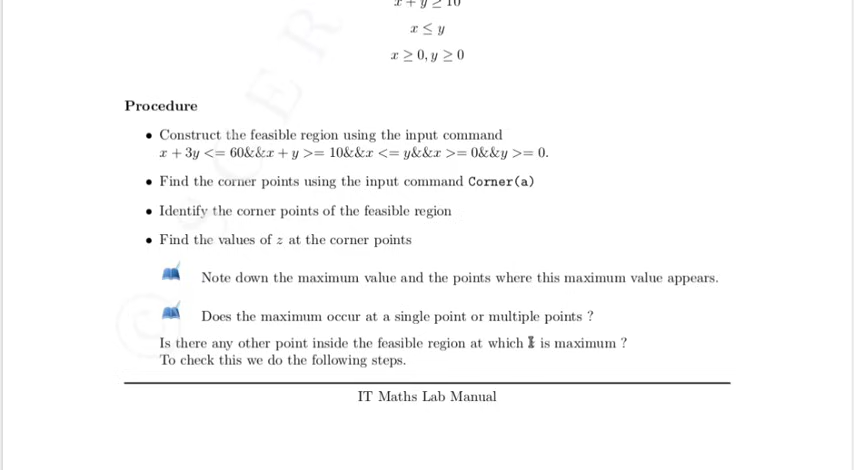 x + y ≥ 10
x ≤ y
x ≥ 0, y ≥ 0
Procedure
• Construct the feasible region using the input command
x + 3y <= 60&&x + y >= 10&&x <= y&&x >= 0&&y >= 0.
• Find the corner points using the input command Corner(a)
• Identify the corner points of the feasible region
• Find the values of z at the corner points
Note down the maximum value and the points where this maximum value appears.
Does the maximum occur at a single point or multiple points ?
Is there any other point inside the feasible region at which is maximum ?
To check this we do the following steps.
IT Maths Lab Manual